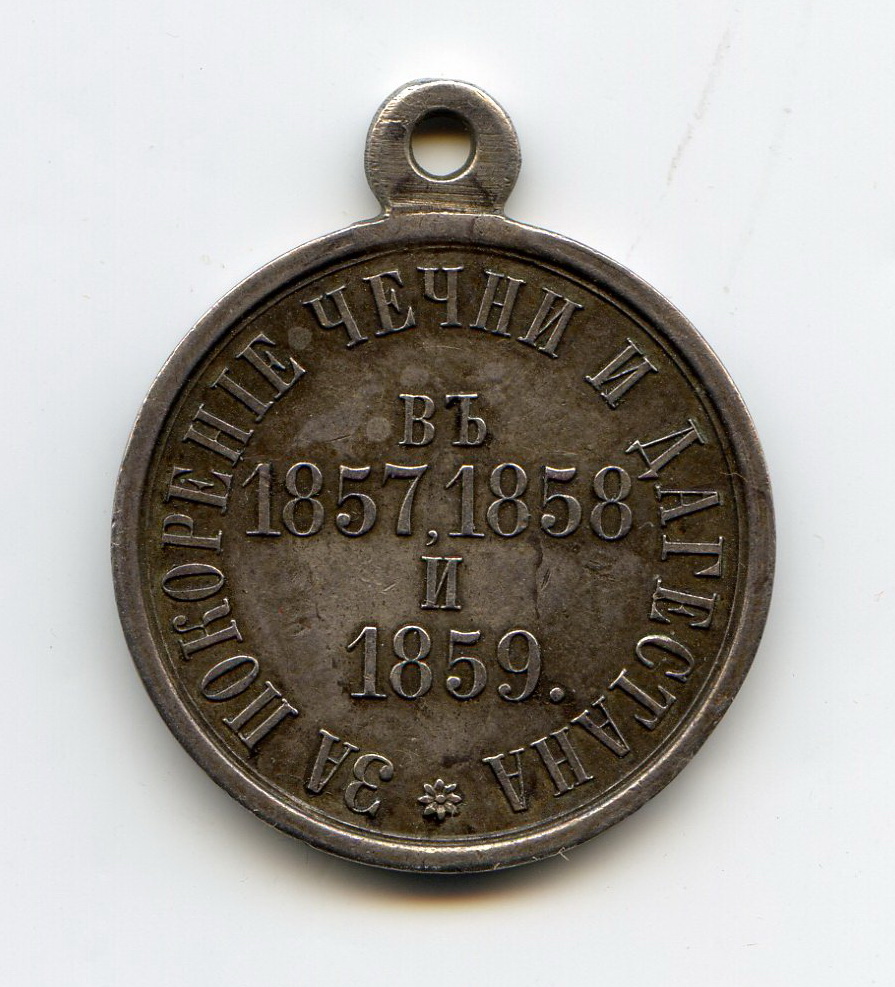 ЗА ПОКОРЕНІЕ ЧЕЧНИ И ДАГЕСТАНА
ВЪ
1857, 1858
И
1859.